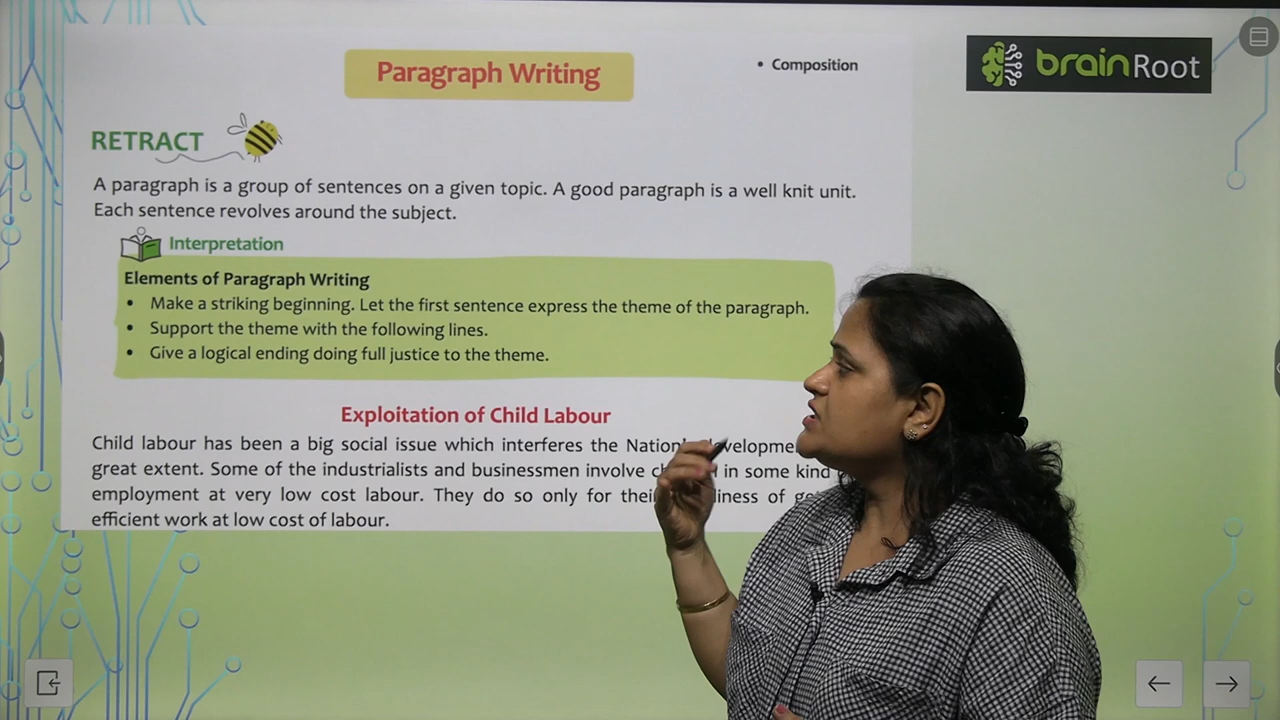 Paragraph Writing
• Composition
brainRoot
RETRACT
A paragraph is a group of sentences on a given topic. A good paragraph is a well knit unit.
Each sentence revolves around the subject.
Interpretation
Elements of Paragraph Writing
• Make a striking beginning. Let the first sentence express the theme of the paragraph.
• Support the theme with the following lines.
• Give a logical ending doing full justice to the theme.
Exploitation of Child Labour
Child labour has been a big social issue which interferes the
great extent. Some of the industrialists and businessmen involve in some kind
employment at very low cost labour. They do so only for of
efficient work at low cost of labour.